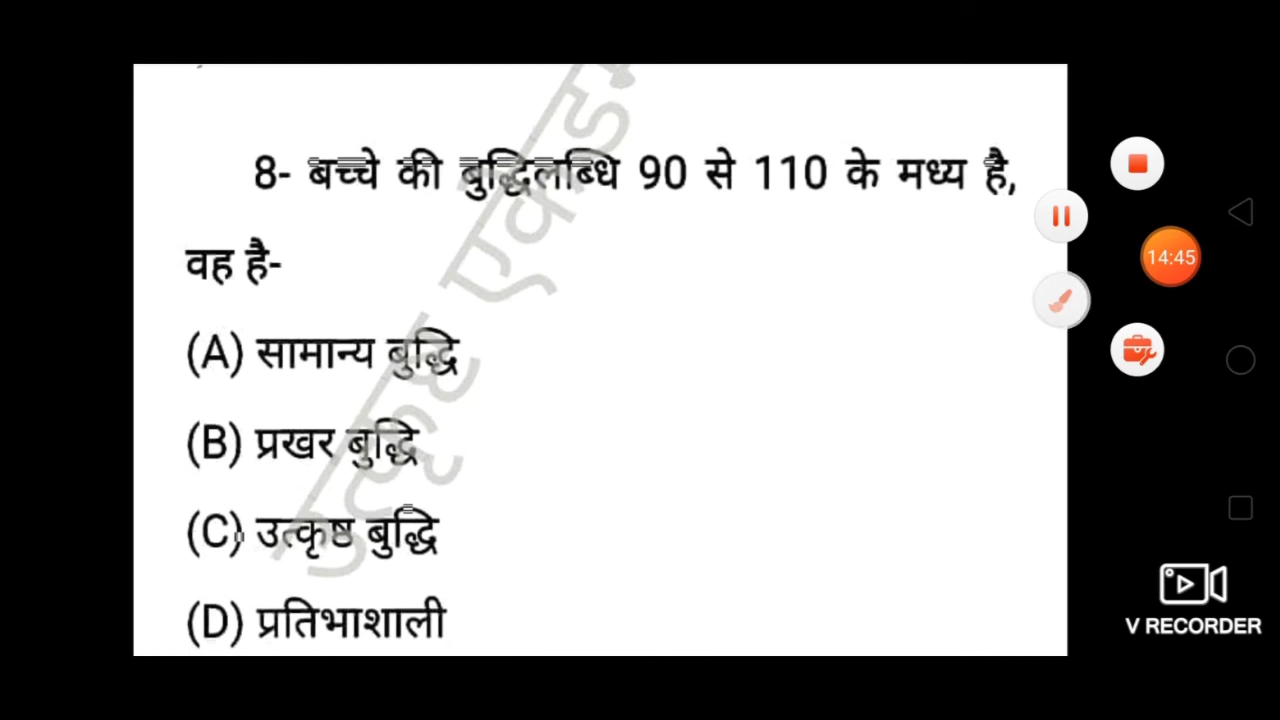 8- बच्चे की बुद्धिलब्धि 90 से 110 के मध्य है,
वह है-
(A) सामान्य बुद्धि
(B) प्रखर बुद्धि
(C) उत्कृष्ठ बुद्धि
(D) प्रतिभाशाली
14:45
V RECORDER